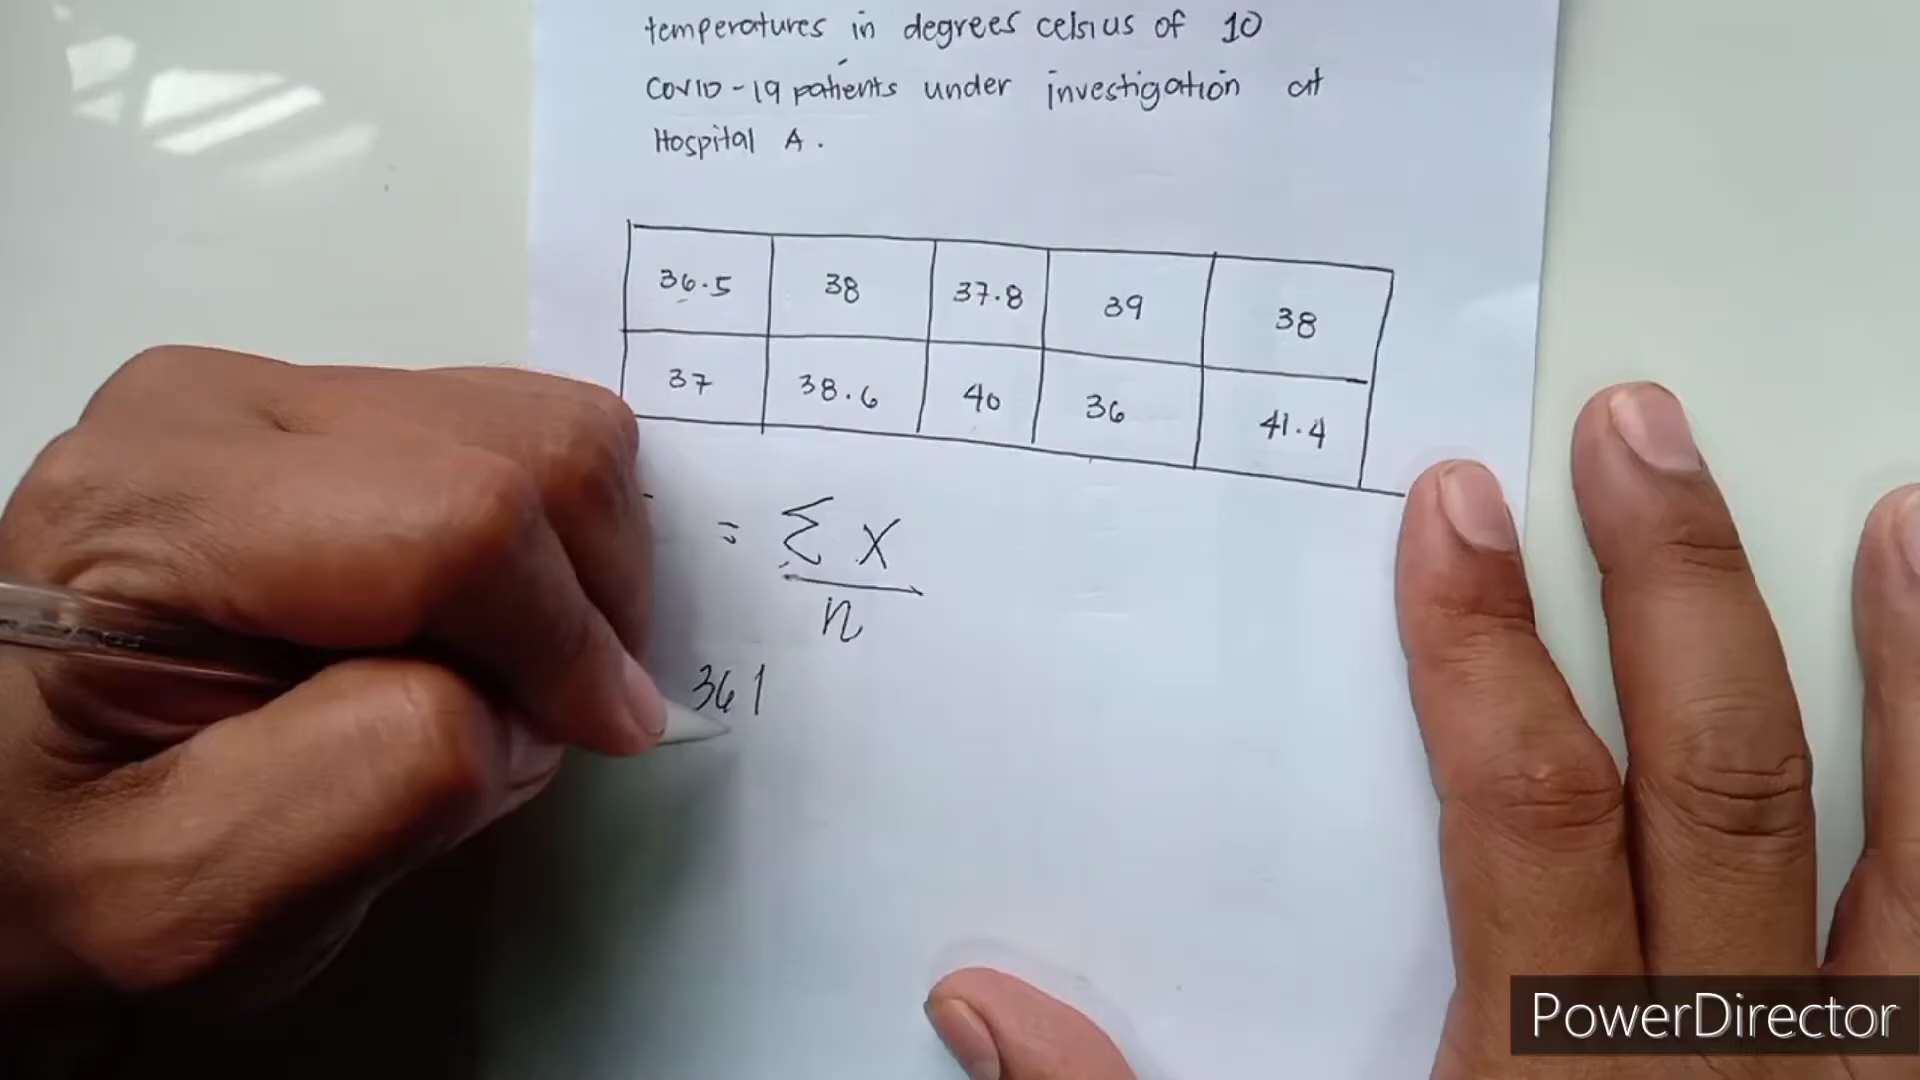 temperatures in degrees celsius of 10
COVID-19 patients under investigation at
Hospital A.
36.5 38 37.8 39 38
37 38.6 40 36 41.4
= Σ x
n
361
PowerDirector